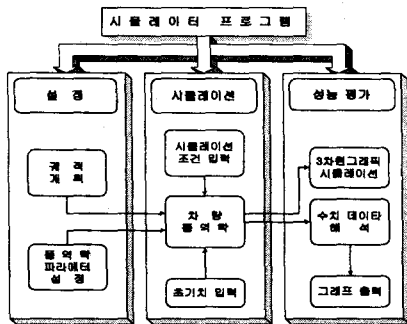 시뮬레이터 프로그램
설 정
시뮬레이션
성능 평가
궤 적
계 획
동 역 학
파라메터
설 정
시뮬레이션
조건 입력
차 량
동 역 학
초기치 입력
3차원그래픽
시뮬레이션
수치 데이타
해 석
그래프 출력